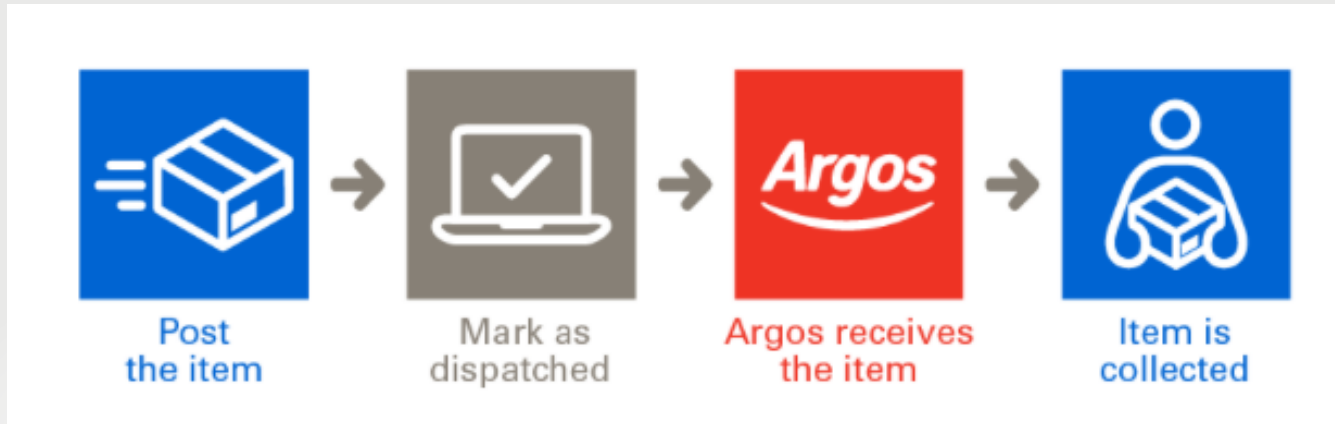 Argos
Post
the item
Mark as
dispatched
Argos receives
the item
Item is
collected